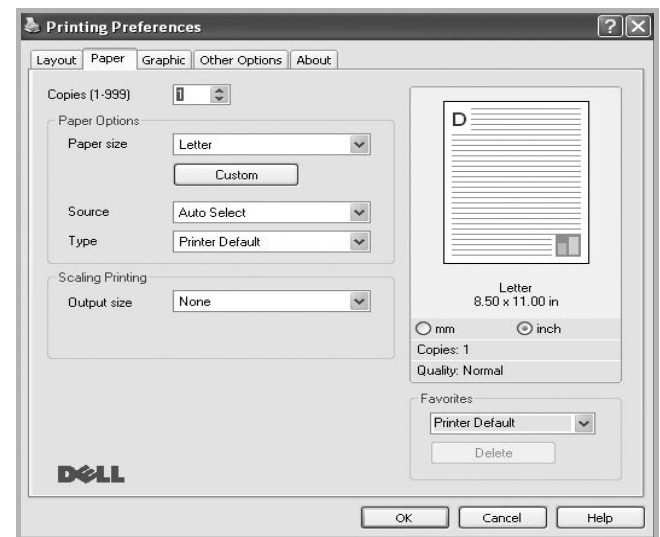 Printing Preferences
Layout Paper Graphic Other Options About
Copies (1-999) 1
Paper Options
Paper size Letter
Custom
Source Auto Select
Type Printer Default
Scaling Printing
Output size None
D
Letter
8.50 x 11.00 in
mm inch
Copies: 1
Quality: Normal
Favorites
Printer Default
Delete
DELL
OK Cancel Help